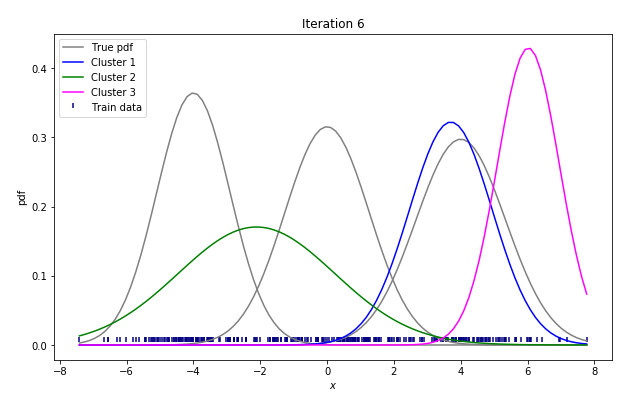 Iteration 6
True pdf
Cluster 1
Cluster 2
Cluster 3
Train data
pdf
0.4
0.3
0.2
0.1
0.0
−8
−6
−4
−2
0
2
4
6
8
x